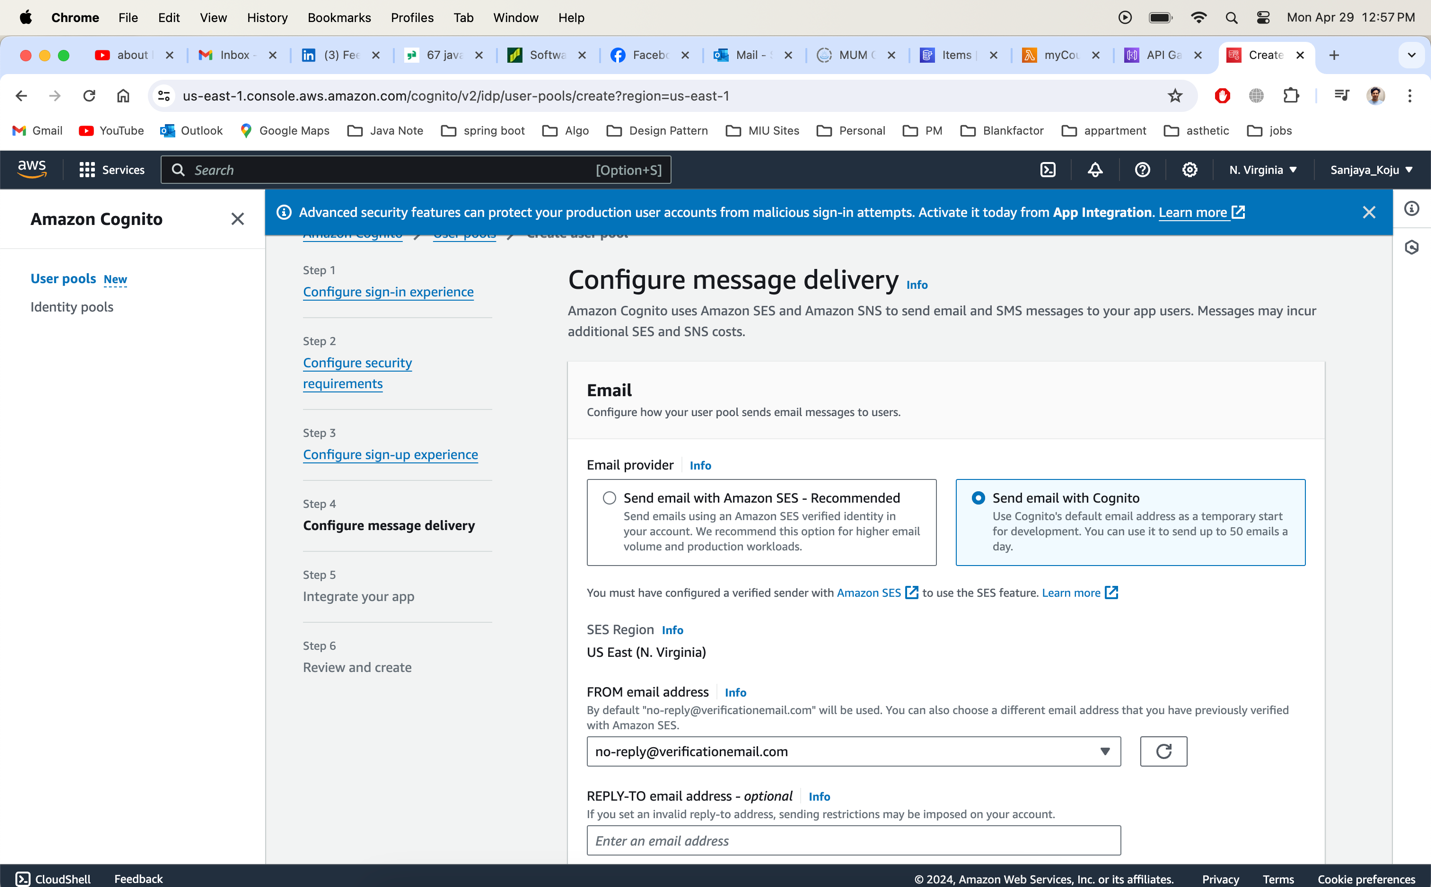 Chrome File Edit View History Bookmarks Profiles Tab Window Help Mon Apr 29 12:57 PM
about Inbox (3) Fee 67 java Softwa Facebo Mail - MUM Items myCou API Ga Create
us-east-1.console.aws.amazon.com/cognito/v2/idp/user-pools/create?region=us-east-1
Gmail YouTube Outlook Google Maps Java Note spring boot Algo Design Pattern MIU Sites Personal PM Blankfactor appartment asthetic jobs
aws Services Search [Option+S] N. Virginia Sanjaya_Koju
Amazon Cognito
User pools New
Identity pools
Advanced security features can protect your production user accounts from malicious sign-in attempts. Activate it today from App Integration. Learn more
Amazon Cognito User pools Create user pool
Step 1
Configure sign-in experience
Step 2
Configure security
requirements
Step 3
Configure sign-up experience
Step 4
Configure message delivery
Step 5
Integrate your app
Step 6
Review and create
Configure message delivery Info
Amazon Cognito uses Amazon SES and Amazon SNS to send email and SMS messages to your app users. Messages may incur
additional SES and SNS costs.
Email
Configure how your user pool sends email messages to users.
Email provider Info
Send email with Amazon SES - Recommended
Send emails using an Amazon SES verified identity in
your account. We recommend this option for higher email
volume and production workloads.
Send email with Cognito
Use Cognito's default email address as a temporary start
for development. You can use it to send up to 50 emails a
day.
You must have configured a verified sender with Amazon SES to use the SES feature. Learn more
SES Region Info
US East (N. Virginia)
FROM email address Info
By default "no-reply@verificationemail.com" will be used. You can also choose a different email address that you have previously verified
with Amazon SES.
no-reply@verificationemail.com
REPLY-TO email address - optional Info
If you set an invalid reply-to address, sending restrictions may be imposed on your account.
Enter an email address
CloudShell Feedback © 2024, Amazon Web Services, Inc. or its affiliates. Privacy Terms Cookie preferences